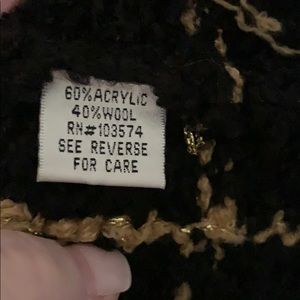 60%ACRYLIC
40%WOOL
RN#103574
SEE REVERSE
FOR CARE